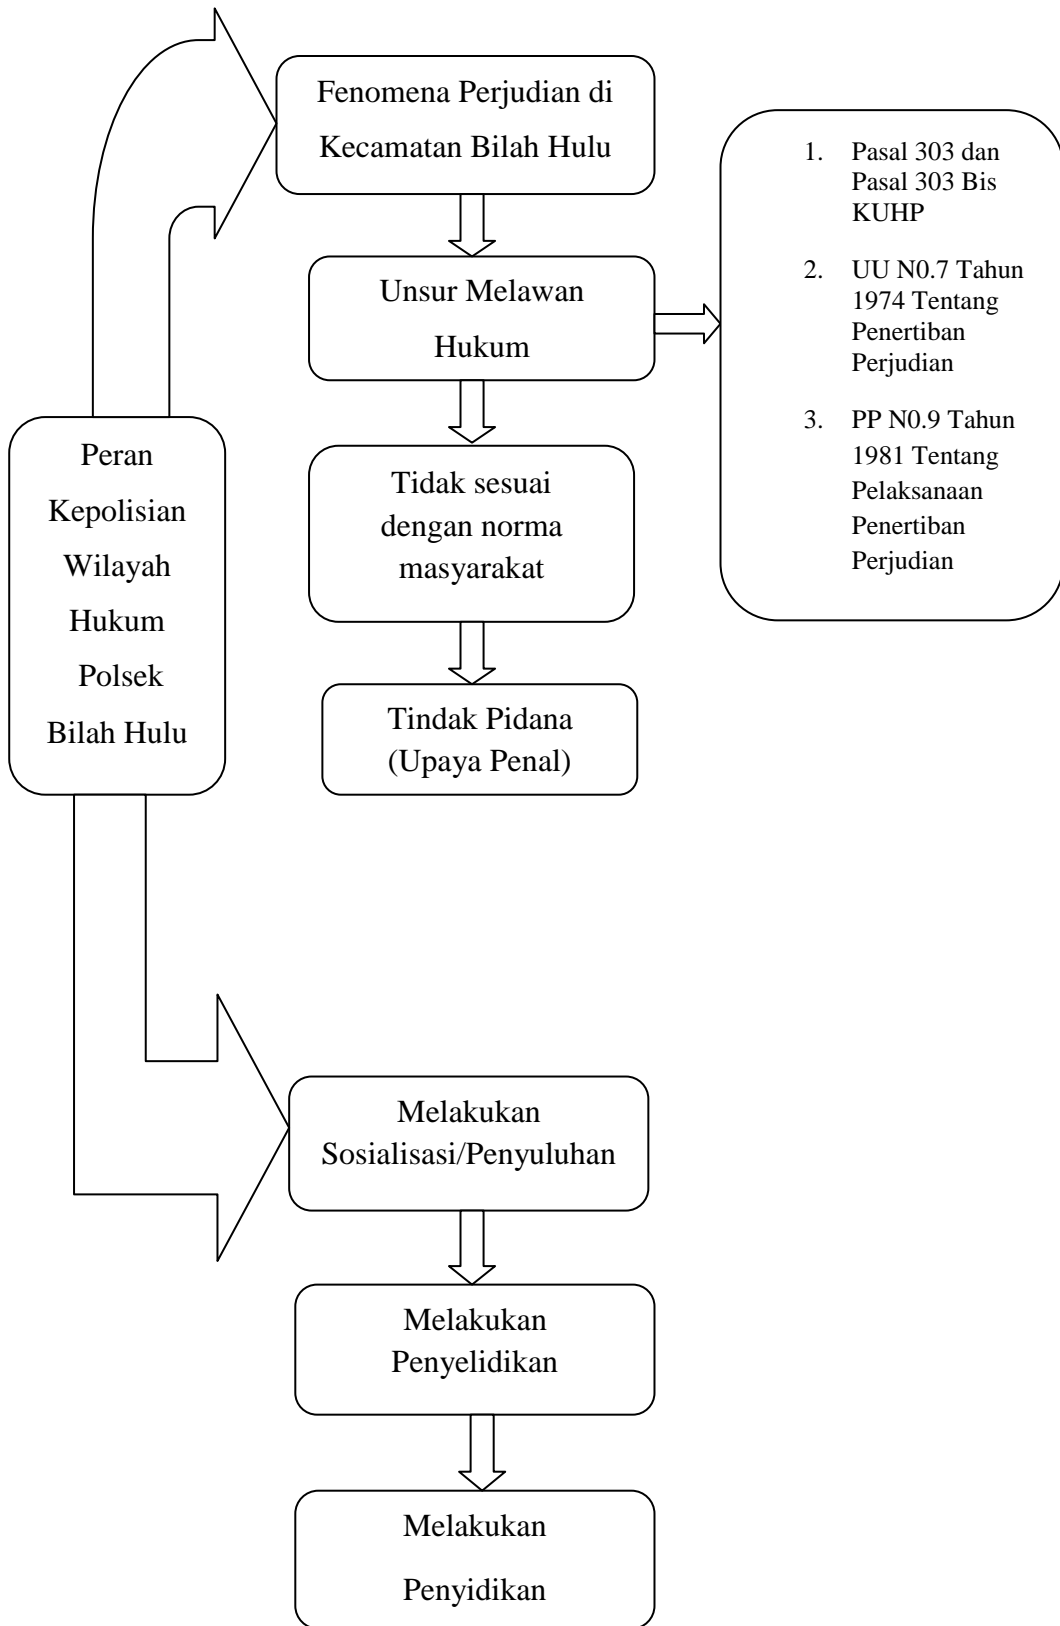 Fenomena Perjudian di
Kecamatan Bilah Hulu
1. Pasal 303 dan
Pasal 303 Bis
KUHP
2. UU N0.7 Tahun
1974 Tentang
Penertiban
Perjudian
3. PP N0.9 Tahun
1981 Tentang
Pelaksanaan
Penertiban
Perjudian
Unsur Melawan
Hukum
Peran
Kepolisian
Wilayah
Hukum
Polsek
Bilah Hulu
Tidak sesuai
dengan norma
masyarakat
Tindak Pidana
(Upaya Penal)
Melakukan
Sosialisasi/Penyuluhan
Melakukan
Penyelidikan
Melakukan
Penyidikan